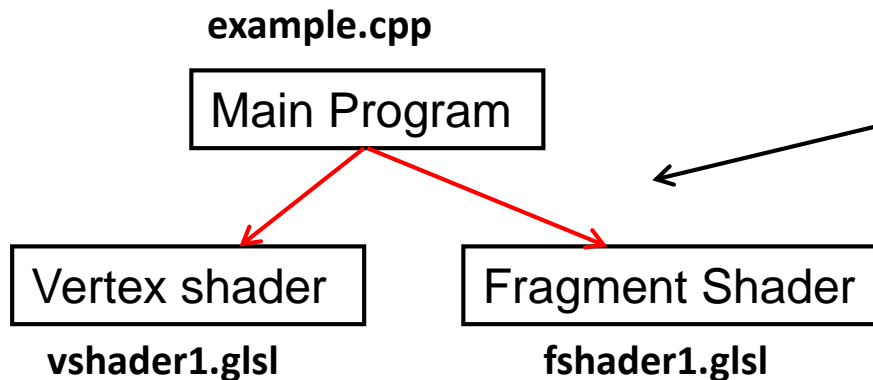 example.cpp
Main Program
Vertex shader
Fragment Shader
vshader1.glsl
fshader1.glsl